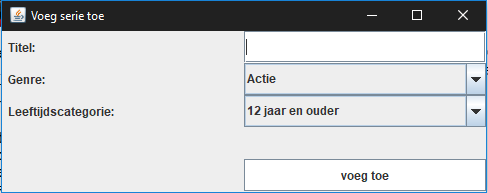 Voeg serie toe
Titel:
Genre: Actie
Leeftijdscategorie: 12 jaar en ouder
voeg toe